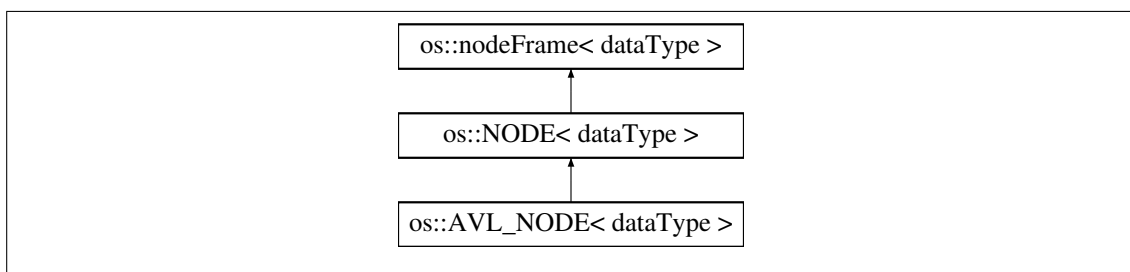 os::nodeFrame< dataType >
os::NODE< dataType >
os::AVL_NODE< dataType >